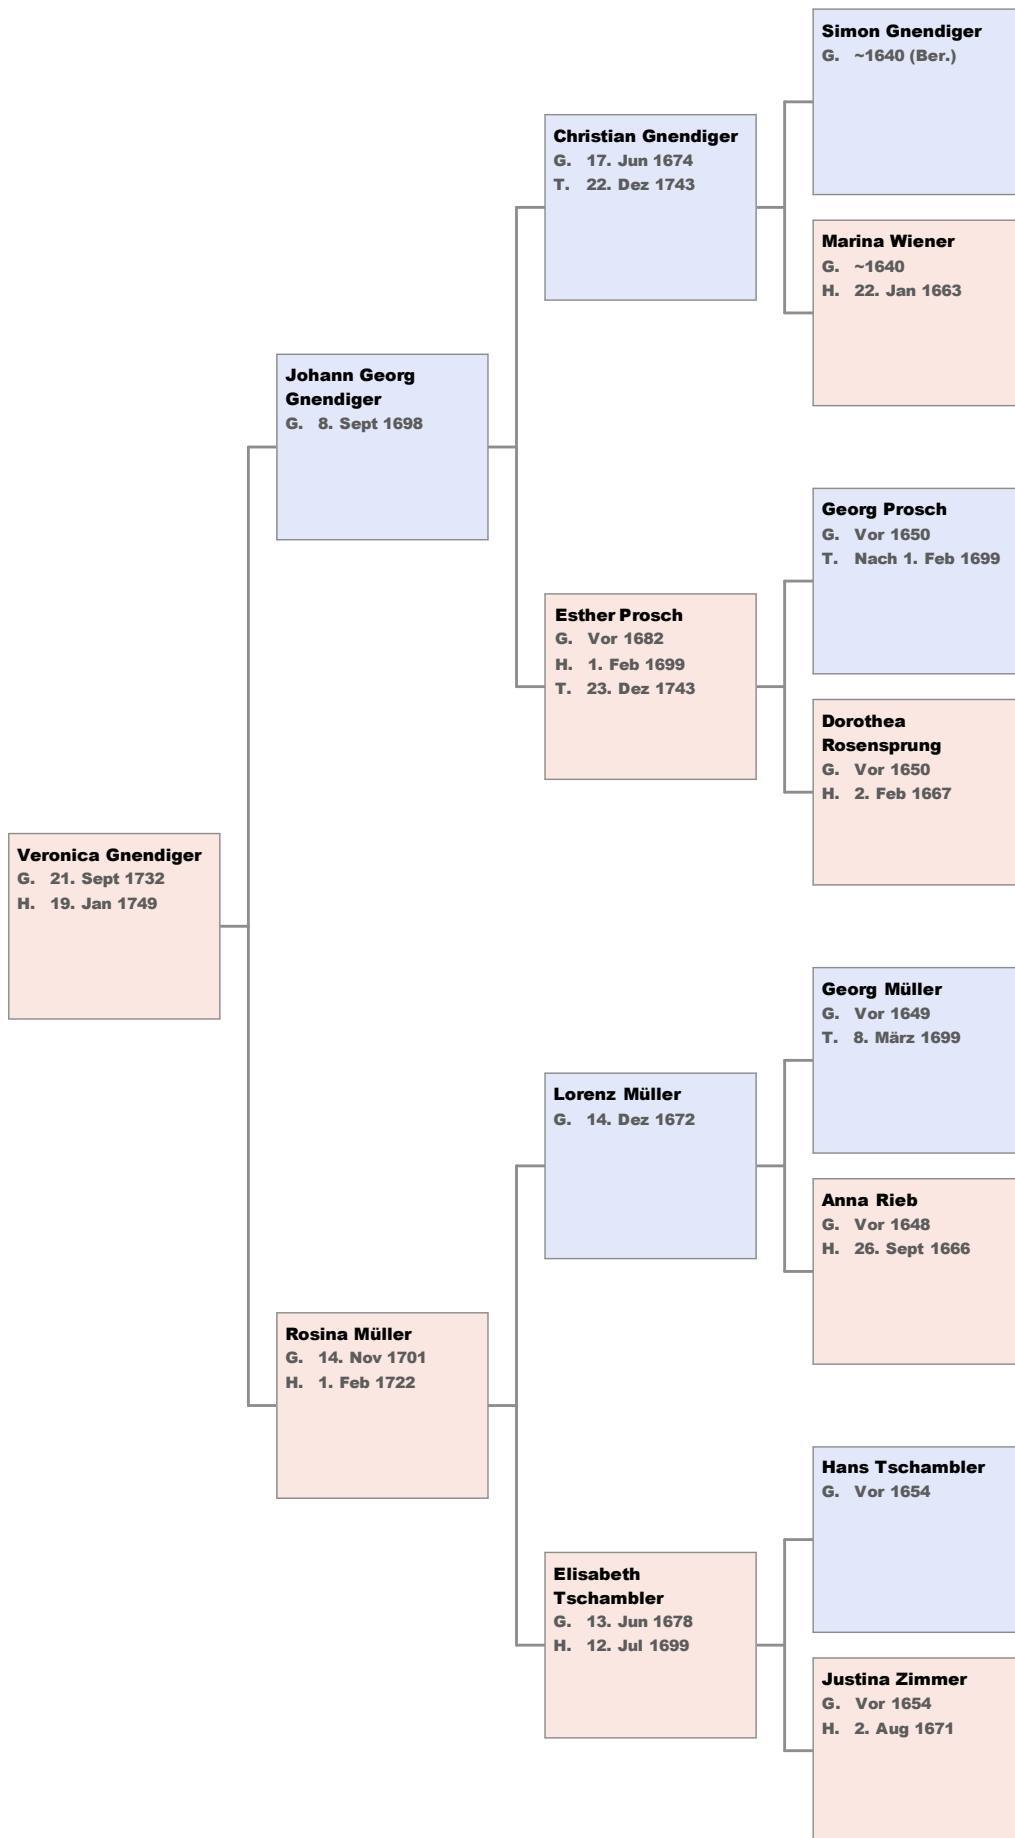 Simon Gnendiger
G. ~1640 (Ber.)
Christian Gnendiger
G. 17. Jun 1674
T. 22. Dez 1743
Marina Wiener
G. ~1640
H. 22. Jan 1663
Johann Georg
Gnendiger
G. 8. Sept 1698
Georg Prosch
G. Vor 1650
T. Nach 1. Feb 1699
Esther Prosch
G. Vor 1682
H. 1. Feb 1699
T. 23. Dez 1743
Dorothea
Rosensprung
G. Vor 1650
H. 2. Feb 1667
Veronica Gnendiger
G. 21. Sept 1732
H. 19. Jan 1749
Georg Müller
G. Vor 1649
T. 8. März 1699
Lorenz Müller
G. 14. Dez 1672
Anna Rieb
G. Vor 1648
H. 26. Sept 1666
Rosina Müller
G. 14. Nov 1701
H. 1. Feb 1722
Hans Tschambler
G. Vor 1654
Elisabeth
Tschambler
G. 13. Jun 1678
H. 12. Jul 1699
Justina Zimmer
G. Vor 1654
H. 2. Aug 1671